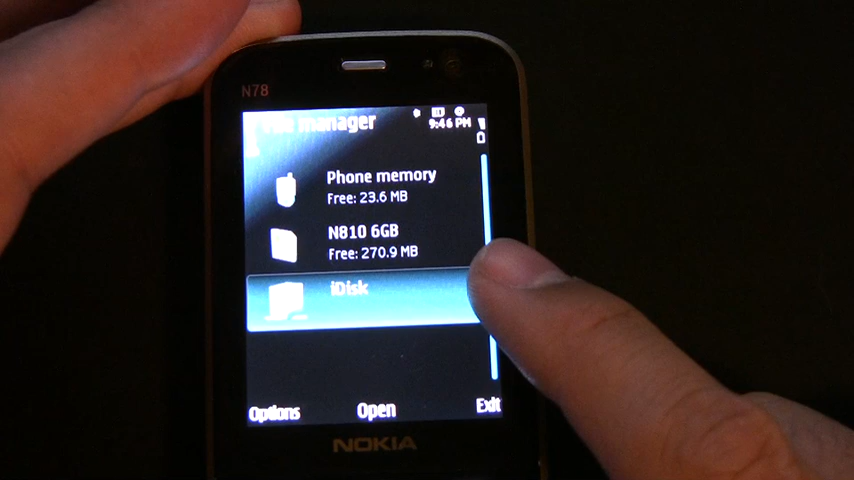 N78
File manager
9:46 PM
Phone memory
Free: 23.6 MB
N810 6GB
Free: 270.9 MB
iDisk
Options Open Exit
NOKIA